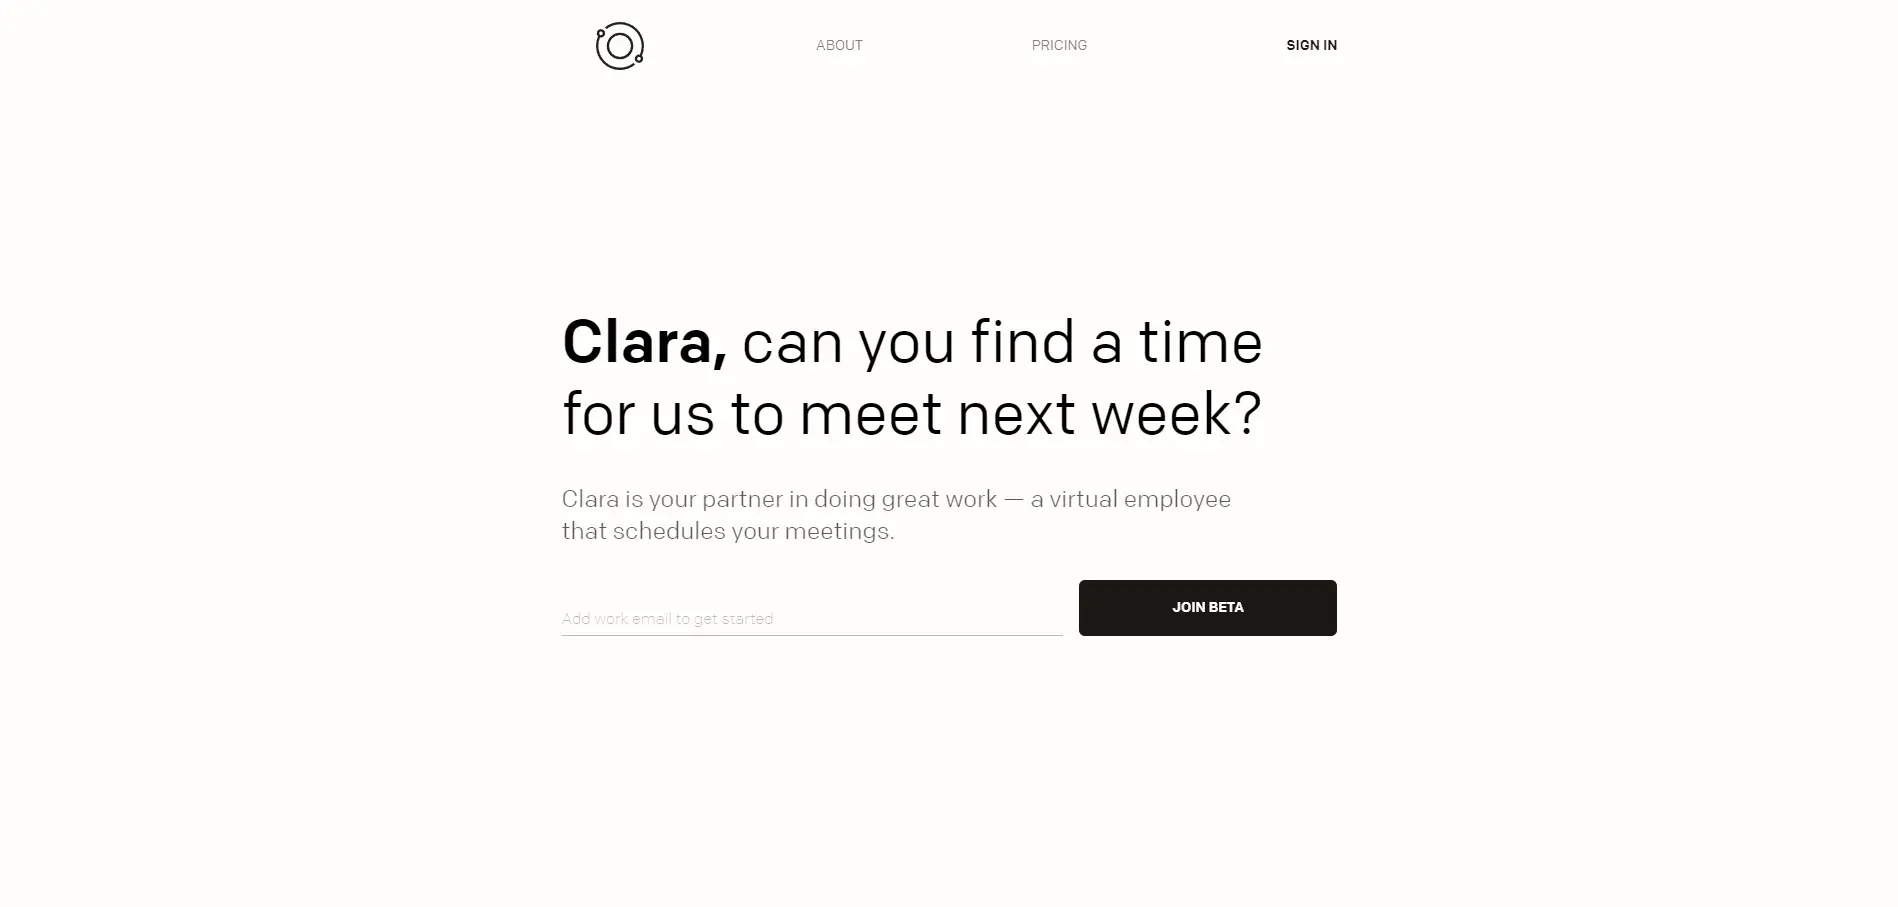 ABOUT
PRICING
SIGN IN
Clara, can you find a time
for us to meet next week?
Clara is your partner in doing great work — a virtual employee
that schedules your meetings.
Add work email to get started
JOIN BETA